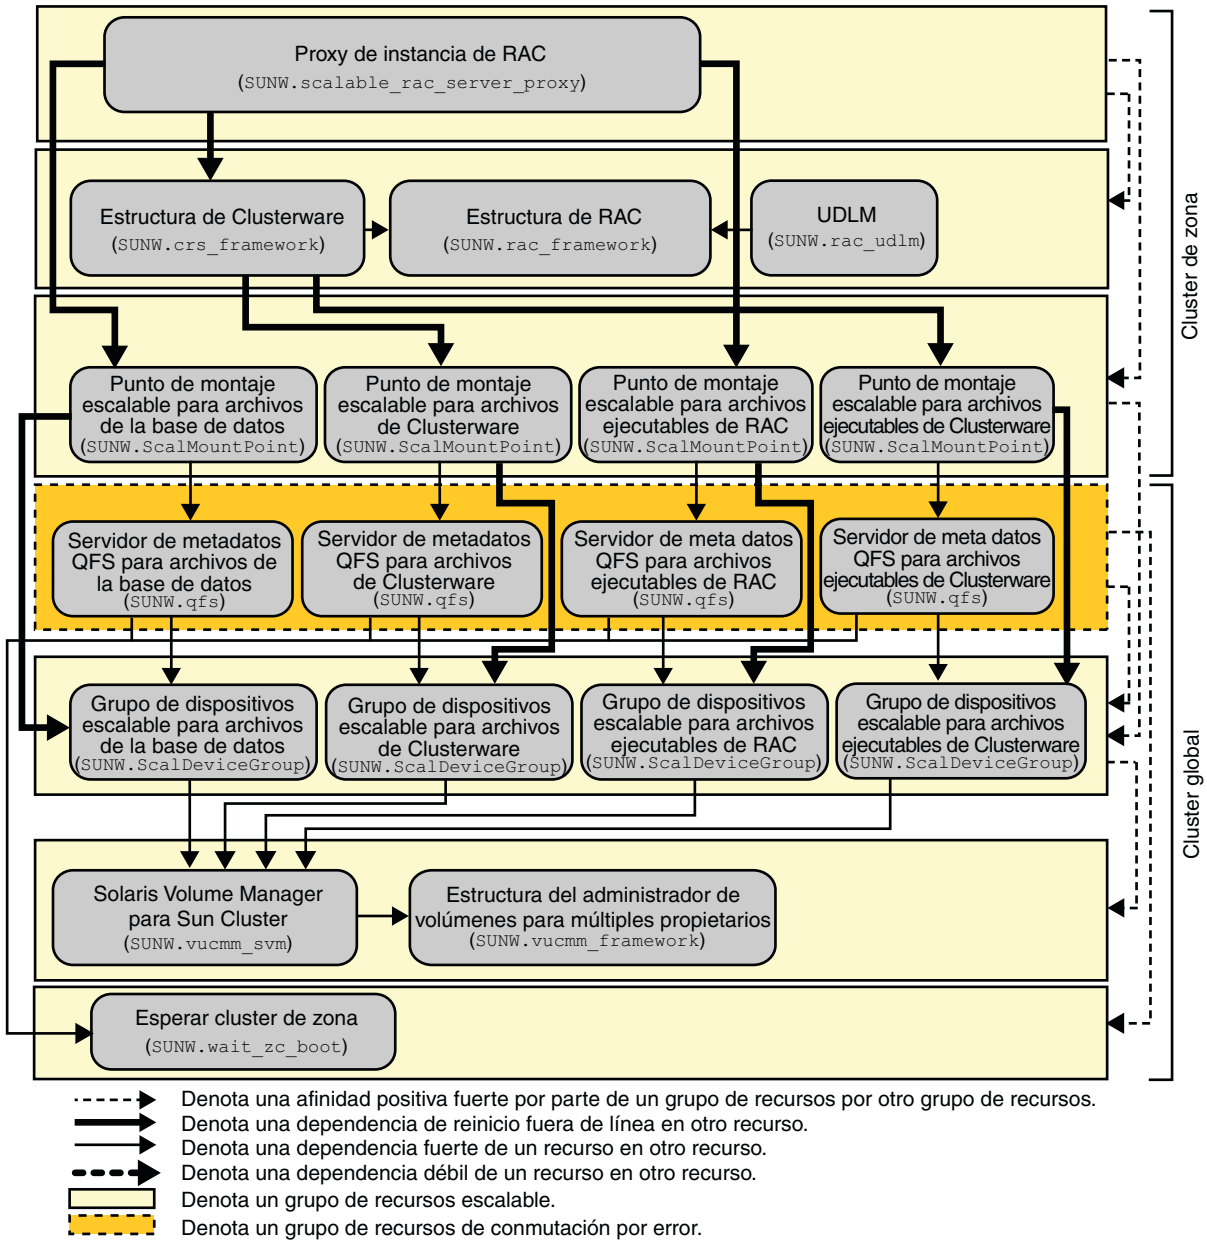 Proxy de instancia de RAC
(SUNW.scalable_rac_server_proxy)
Estructura de Clusterware
(SUNW.crs_framework)
Estructura de RAC
(SUNW.rac_framework)
UDLM
(SUNW.rac_udlm)
Cluster de zona
Punto de montaje
escalable para archivos
de la base de datos
(SUNW.ScalMountPoint)
Punto de montaje
escalable para archivos
de Clusterware
(SUNW.ScalMountPoint)
Punto de montaje
escalable para archivos
ejecutables de RAC
(SUNW.ScalMountPoint)
Punto de montaje
escalable para archivos
ejecutables de Clusterware
(SUNW.ScalMountPoint)
Servidor de metadatos
QFS para archivos de
la base de datos
(SUNW.qfs)
Servidor de metadatos
QFS para archivos
de Clusterware
(SUNW.qfs)
Servidor de meta datos
QFS para archivos
ejecutables de RAC
(SUNW.qfs)
Servidor de meta datos
QFS para archivos
ejecutables de Clusterware
(SUNW.qfs)
Grupo de dispositivos
escalable para archivos
de la base de datos
(SUNW.ScalDeviceGroup)
Grupo de dispositivos
escalable para archivos
de Clusterware
(SUNW.ScalDeviceGroup)
Grupo de dispositivos
escalable para archivos
ejecutables de RAC
(SUNW.ScalDeviceGroup)
Grupo de dispositivos
escalable para archivos
ejecutables de Clusterware
(SUNW.ScalDeviceGroup)
Cluster global
Solaris Volume Manager
para Sun Cluster
(SUNW.vucmm_svm)
Estructura del administrador de
volúmenes para múltiples propietarios
(SUNW.vucmm_framework)
Esperar cluster de zona
(SUNW.wait_zc_boot)
Denota una afinidad positiva fuerte por parte de un grupo de recursos por otro grupo de recursos.
Denota una dependencia de reinicio fuera de línea en otro recurso.
Denota una dependencia fuerte de un recurso en otro recurso.
Denota una dependencia débil de un recurso en otro recurso.
Denota un grupo de recursos escalable.
Denota un grupo de recursos de conmutación por error.